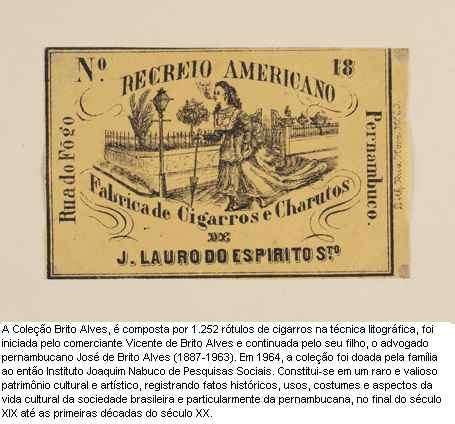 Nº 18
RECREIO AMERICANO
Rua do Fôgo
Pernambuco.
Fabrica de Cigarros e Charutos
DE
J. LAURO DO ESPIRITO STO
A Coleção Brito Alves, é composta por 1.252 rótulos de cigarros na técnica litográfica, foi
iniciada pelo comerciante Vicente de Brito Alves e continuada pelo seu filho, o advogado
pernambucano José de Brito Alves (1887-1963). Em 1964, a coleção foi doada pela família
ao então Instituto Joaquim Nabuco de Pesquisas Sociais. Constitui-se em um raro e valioso
patrimônio cultural e artístico, registrando fatos históricos, usos, costumes e aspectos da
vida cultural da sociedade brasileira e particularmente da pernambucana, no final do século
XIX até as primeiras décadas do século XX.